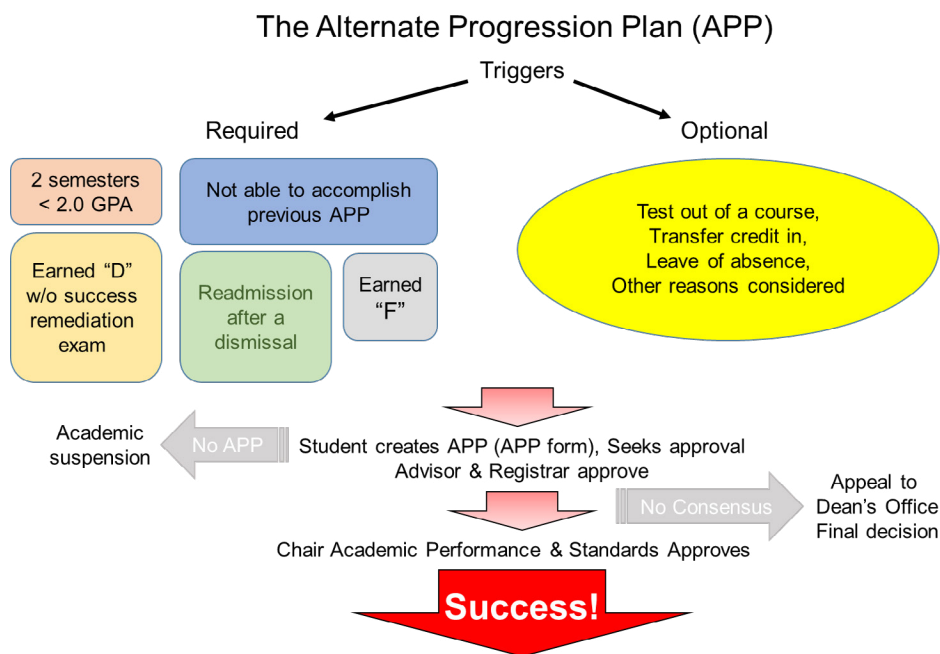 The Alternate Progression Plan (APP)
Triggers
Required
Optional
2 semesters
< 2.0 GPA
Not able to accomplish
previous APP
Earned “D”
w/o success
remediation
exam
Readmission
after a
dismissal
Earned
“F”
Test out of a course,
Transfer credit in,
Leave of absence,
Other reasons considered
Academic
suspension
No APP
Student creates APP (APP form), Seeks approval
Advisor & Registrar approve
No Consensus
Appeal to
Dean’s Office
Final decision
Chair Academic Performance & Standards Approves
Success!